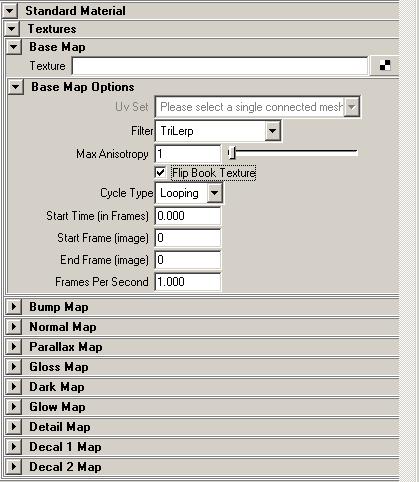 Standard Material
Textures
Base Map
Texture
Base Map Options
Uv Set Please select a single connected mesh
Filter TriLerp
Max Anisotropy 1
Flip Book Texture
Cycle Type Looping
Start Time (in Frames) 0.000
Start Frame (image) 0
End Frame (image) 0
Frames Per Second 1.000
Bump Map
Normal Map
Parallax Map
Gloss Map
Dark Map
Glow Map
Detail Map
Decal 1 Map
Decal 2 Map